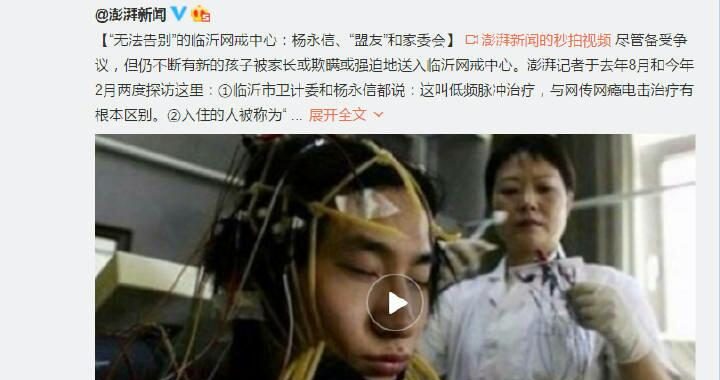 @澎湃新闻
【“无法告别”的临沂网戒中心：杨永信、“盟友”和家委会】 澎湃新闻的秒拍视频 尽管备受争
议，但仍不断有新的孩子被家长或欺瞒或强迫地送入临沂网戒中心。澎湃记者于去年8月和今年
2月两度探访这里：①临沂市卫计委和杨永信都说：这叫低频脉冲治疗，与网传网瘾电击治疗有
根本区别。②入住的人被称为“ ... 展开全文